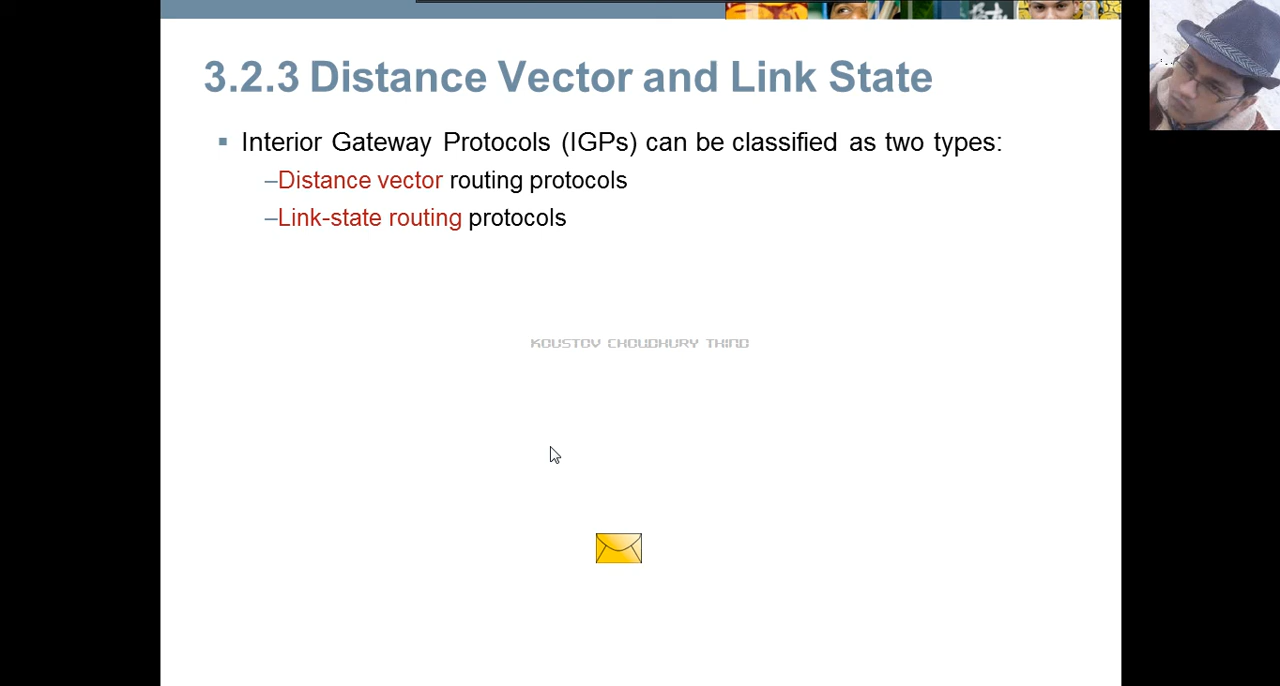 3.2.3 Distance Vector and Link State
▪ Interior Gateway Protocols (IGPs) can be classified as two types:
–Distance vector routing protocols
–Link-state routing protocols
KOUSTOV CHOUDHURY THIRD